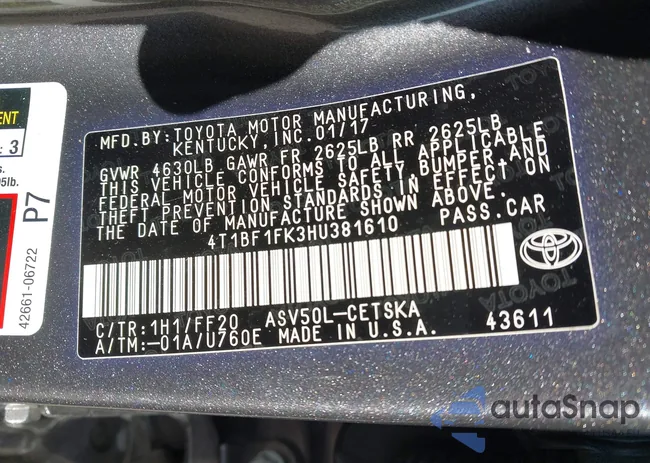 MFD.BY:TOYOTA MOTOR MANUFACTURING,
KENTUCKY,INC.01/17
GVWR 4630LB GAWR FR 2625LB RR 2625LB
THIS VEHICLE CONFORMS TO ALL APPLICABLE
FEDERAL MOTOR VEHICLE SAFETY,BUMPER,AND
THEFT PREVENTION STANDARDS IN EFFECT ON
THE DATE OF MANUFACTURE SHOWN ABOVE.
4T1BF1FK3HU381610 PASS.CAR
C/TR:1H1/FF20 ASV50L-CETSKA
A/TM:-01A/U760E MADE IN U.S.A. 43611
ENT
: 3
95lb.
P7
42661-06722
autoSnap